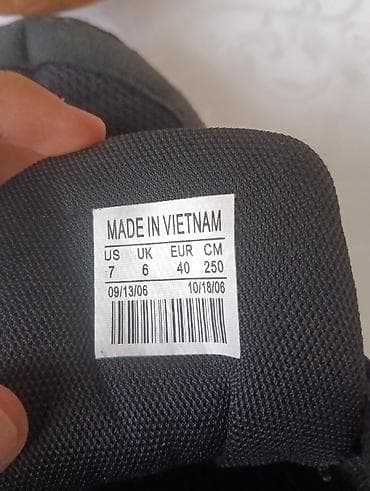 MADE IN VIETNAM
US UK EUR CM
7 6 40 250
09/13/06 10/18/06